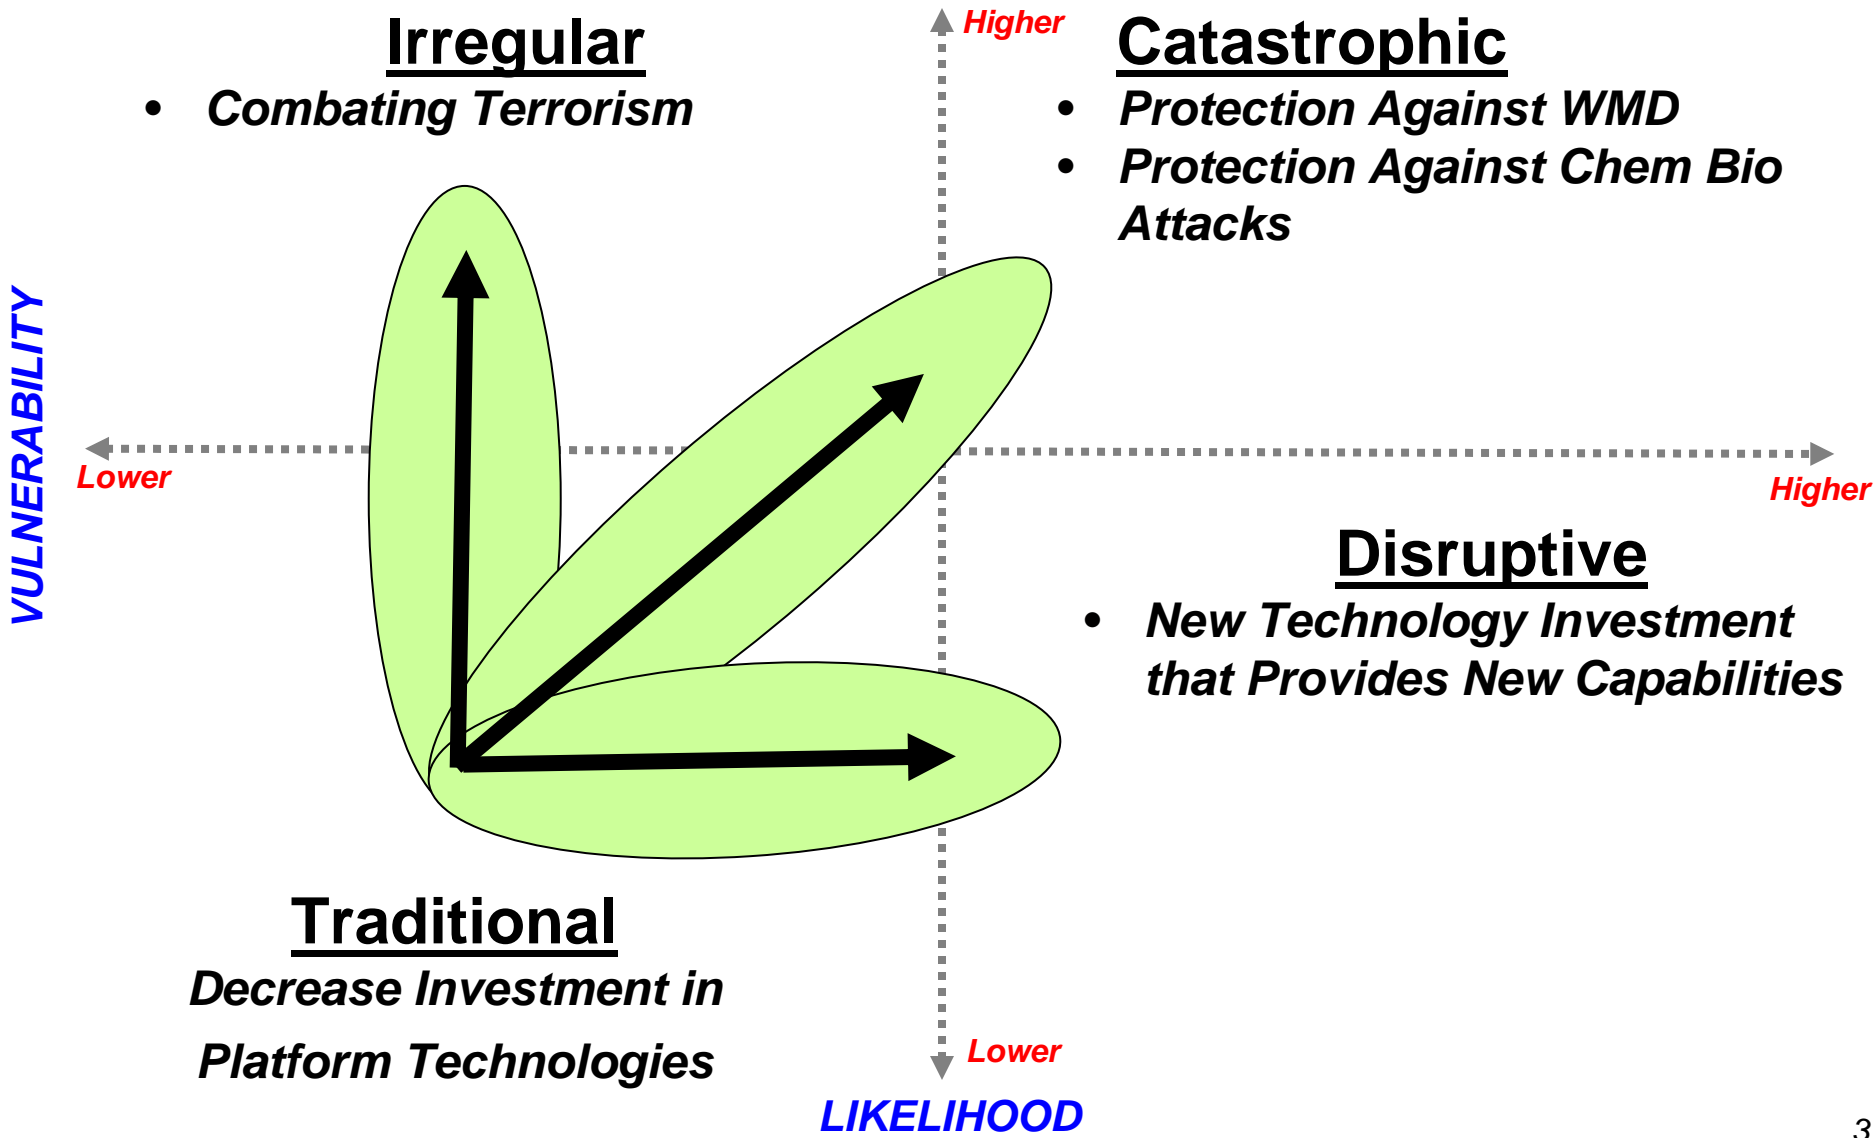 Irregular
• Combating Terrorism
Higher
Catastrophic
• Protection Against WMD
• Protection Against Chem Bio
Attacks
VULNERABILITY
Lower
Higher
Disruptive
• New Technology Investment
that Provides New Capabilities
Traditional
Decrease Investment in
Platform Technologies
Lower
LIKELIHOOD
3